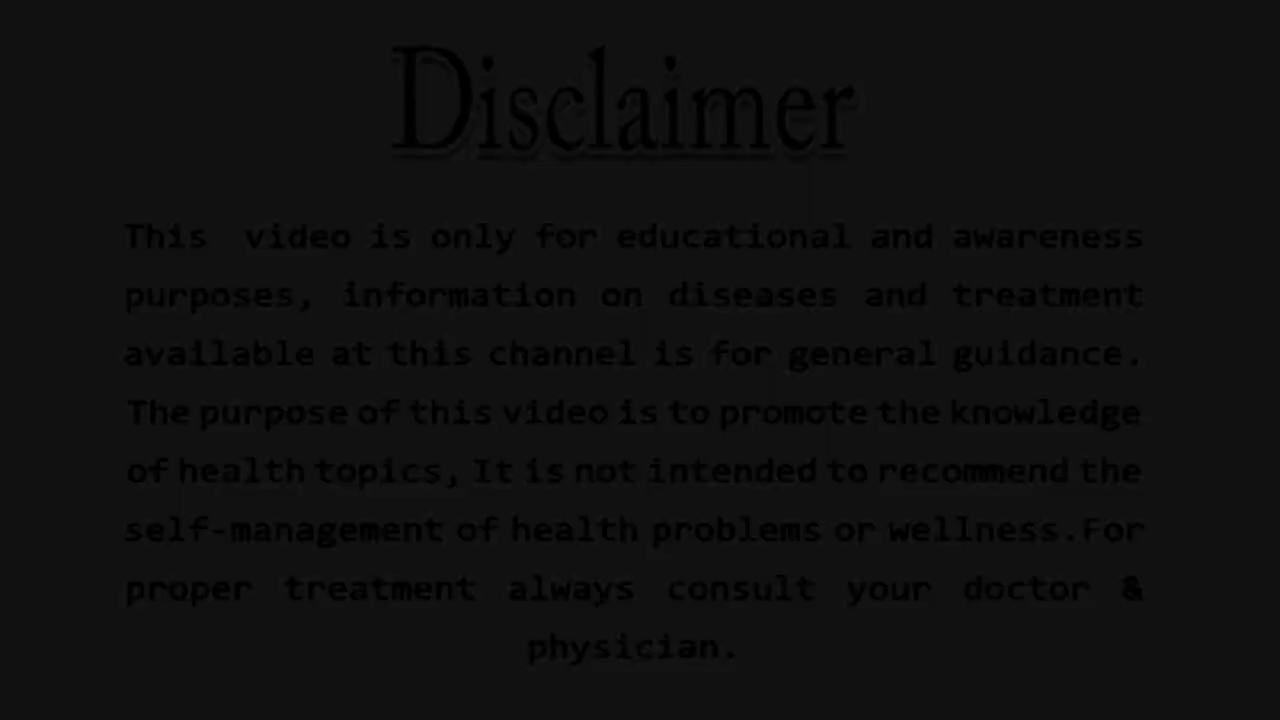 Disclaimer
This video is only for educational and awareness
purposes, information on diseases and treatment
available at this channel is for general guidance.
The purpose of this video is to promote the knowledge
of health topics, It is not intended to recommend the
self-management of health problems or wellness.For
proper treatment always consult your doctor &
physician.